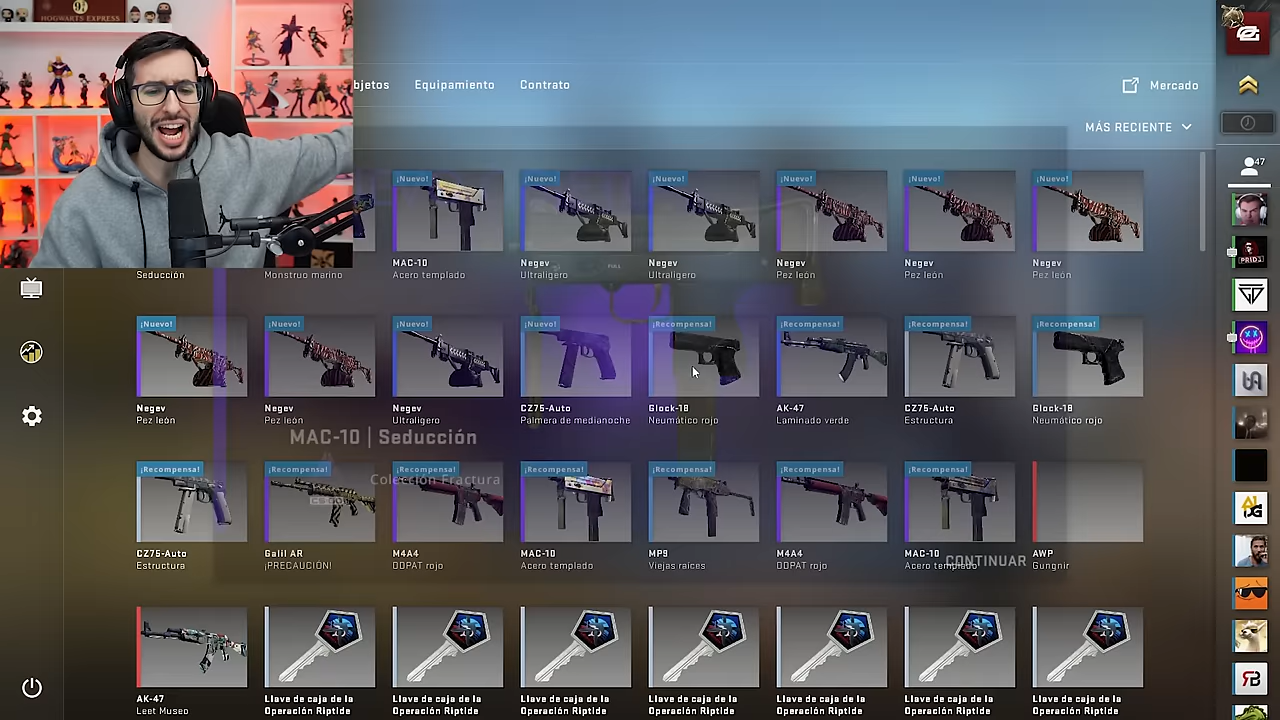 HOGWARTS EXPRESS
bjetos
Equipamiento
Contrato
Mercado
MÁS RECIENTE
47
¡Nuevo!
¡Nuevo!
¡Nuevo!
¡Nuevo!
¡Nuevo!
¡Nuevo!
Seducción
Monstruo marino
MAC-10
Acero templado
Negev
Ultraligero
Negev
Ultraligero
Negev
Pez león
Negev
Pez león
Negev
Pez león
¡Nuevo!
¡Nuevo!
¡Nuevo!
¡Nuevo!
¡Recompensa!
¡Recompensa!
¡Recompensa!
¡Recompensa!
Negev
Pez león
Negev
Pez león
Negev
Ultraligero
CZ75-Auto
Palmera de medianoche
Glock-18
Neumático rojo
AK-47
Laminado verde
CZ75-Auto
Estructura
Glock-18
Neumático rojo
MAC-10 | Seducción
Colección Fractura
¡Recompensa!
¡Recompensa!
¡Recompensa!
¡Recompensa!
¡Recompensa!
¡Recompensa!
¡Recompensa!
CZ75-Auto
Estructura
Galil AR
¡PRECAUCIÓN!
M4A4
DDPAT rojo
MAC-10
Acero templado
MP9
Viejas raíces
M4A4
DDPAT rojo
MAC-10
Acero templado
AWP
Gungnir
CONTINUAR
AK-47
Leet Museo
Llave de caja de la
Operación Riptide
Llave de caja de la
Operación Riptide
Llave de caja de la
Operación Riptide
Llave de caja de la
Operación Riptide
Llave de caja de la
Operación Riptide
Llave de caja de la
Operación Riptide
Llave de caja de la
Operación Riptide